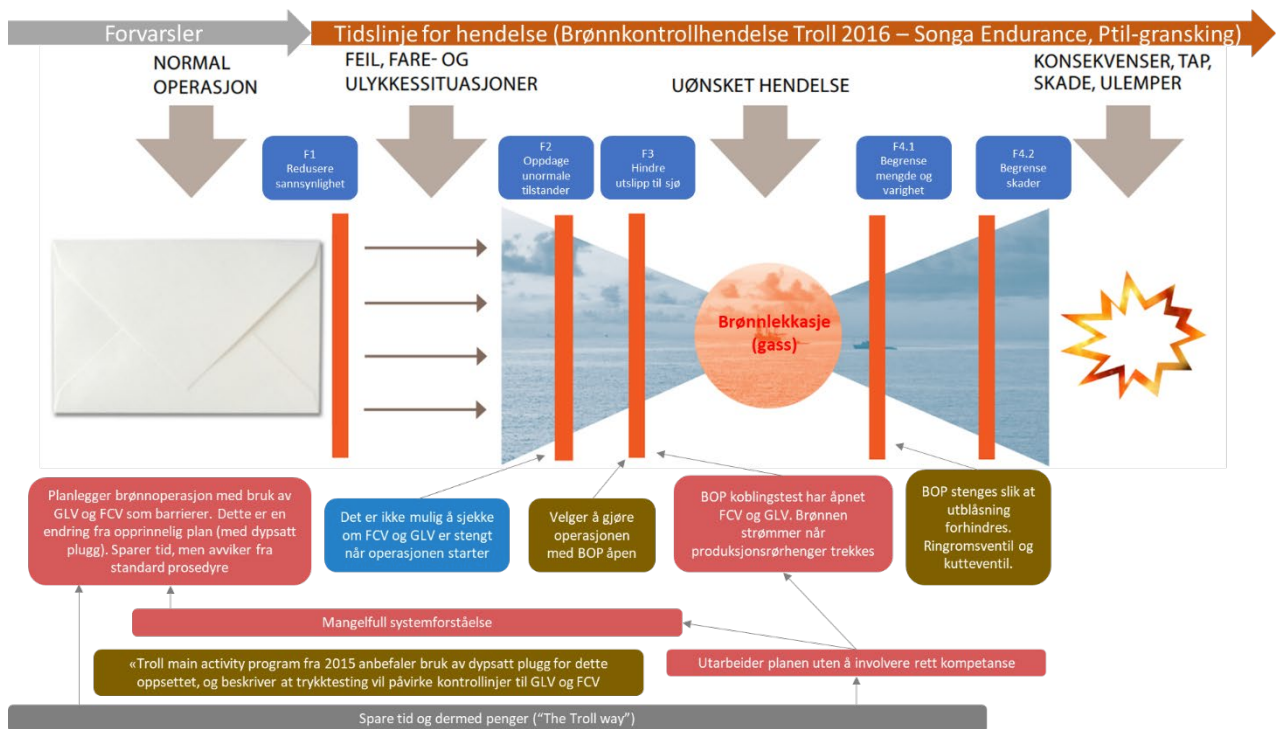 Forvarsler
Tidslinje for hendelse (Brønnkontrollhendelse Troll 2016 – Songa Endurance, Ptil-gransking)
NORMAL
OPERASJON
FEIL, FARE- OG
ULYKKESSITUASJONER
UØNSKET HENDELSE
KONSEKVENSER, TAP,
SKADE, ULEMPER
F1
Redusere
sannsynlighet
F2
Oppdage
unormale
tilstander
F3
Hindre
utslipp til sjø
F4.1
Begrense
mengde og
varighet
F4.2
Begrense
skader
Brønnlekkasje
(gass)
Planlegger brønnoperasjon med bruk av
GLV og FCV som barrierer. Dette er en
endring fra opprinnelig plan (med dypsatt
plugg). Sparer tid, men avviker fra
standard prosedyre
Det er ikke mulig å sjekke
om FCV og GLV er stengt
når operasjonen starter
Velger å gjøre
operasjonen
med BOP åpen
BOP koblingstest har åpnet
FCV og GLV. Brønnen
strømmer når
produksjonsrørhenger trekkes
BOP stenges slik at
utblåsning
forhindres.
Ringromsventil og
kutteventil.
Mangelfull systemforståelse
«Troll main activity program fra 2015 anbefaler bruk av dypsatt plugg for dette
oppsettet, og beskriver at trykktesting vil påvirke kontrollinjer til GLV og FCV
Utarbeider planen uten å involvere rett kompetanse
Spare tid og dermed penger ("The Troll way")